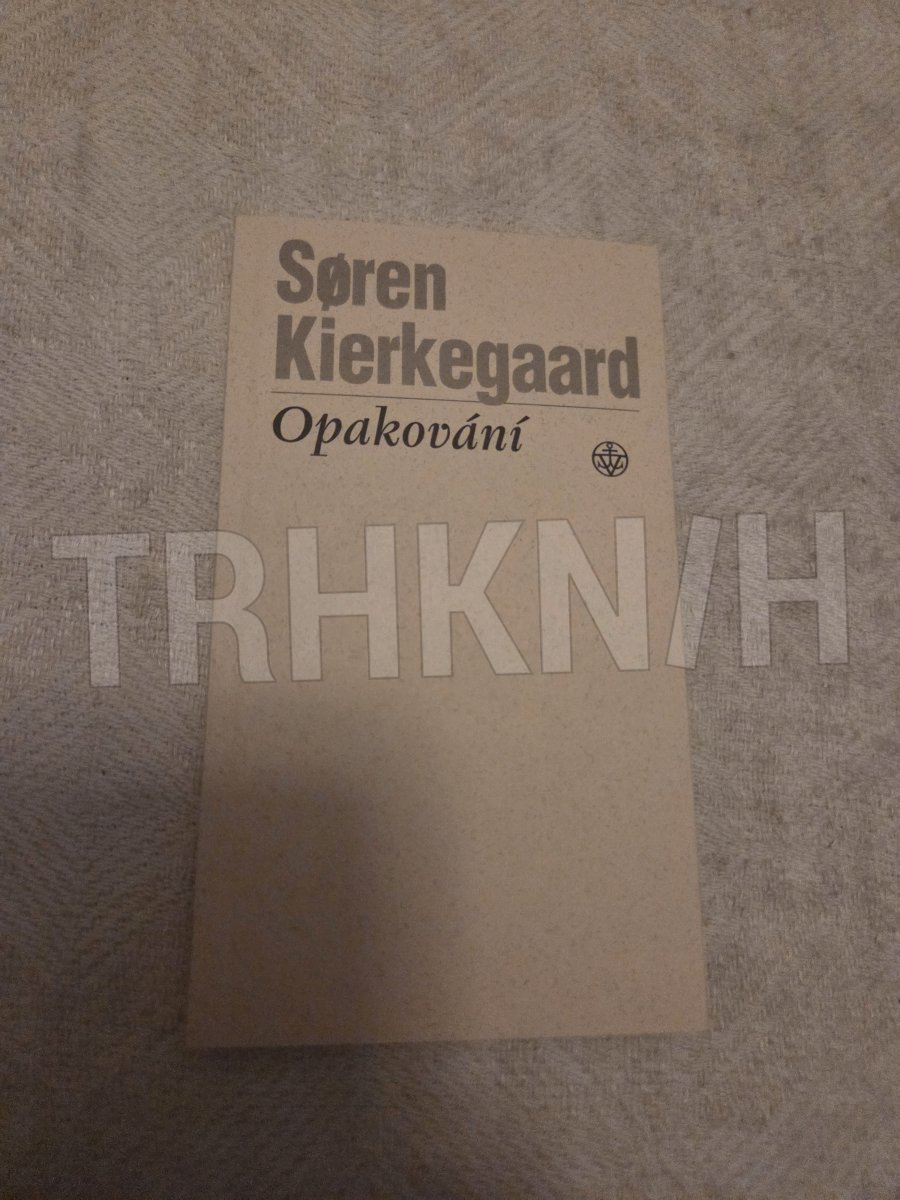 Søren
Kierkegaard
Opakování
TRHKNIH